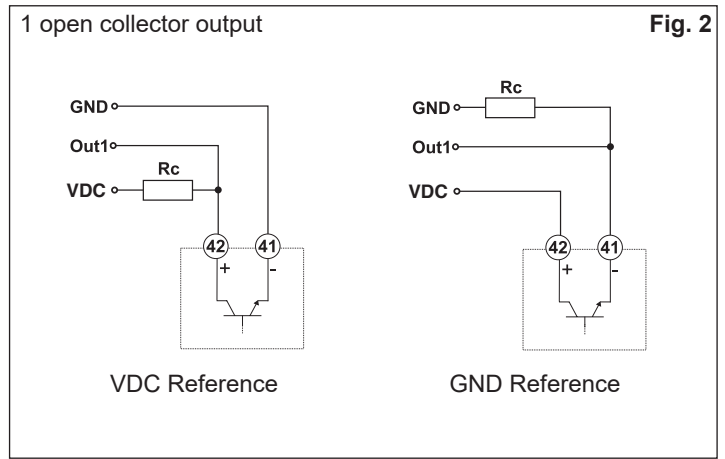 1 open collector output
Fig. 2
GND
Out1
Rc
VDC
42
41
+
-
VDC Reference
Rc
GND
Out1
VDC
42
41
+
-
GND Reference